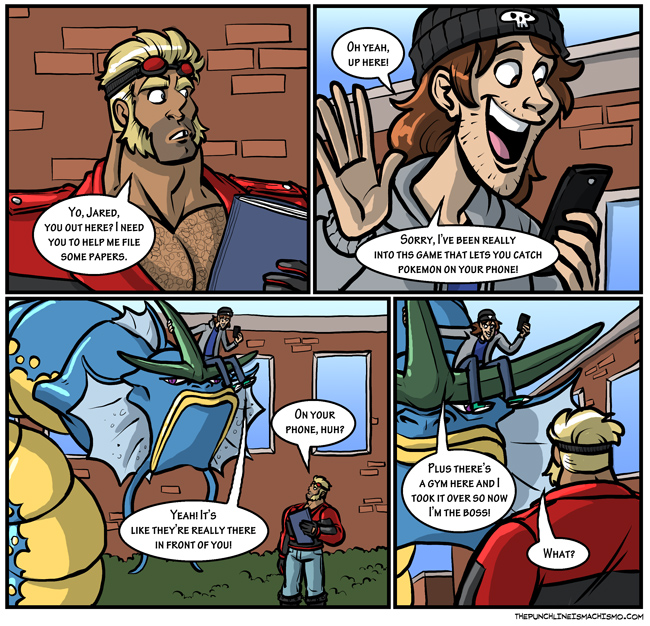 Yo, Jared,
you out here? I need
you to help me file
some papers.
Oh yeah,
up here!
Sorry, I've been really
into ths game that lets you catch
Pokemon on your phone!
On your
phone, huh?
Yeah! It's
like they're really there
in front of you!
Plus there's
a gym here and I
took it over so now
I'm the boss!
What?
thepunchlineismachismo.com